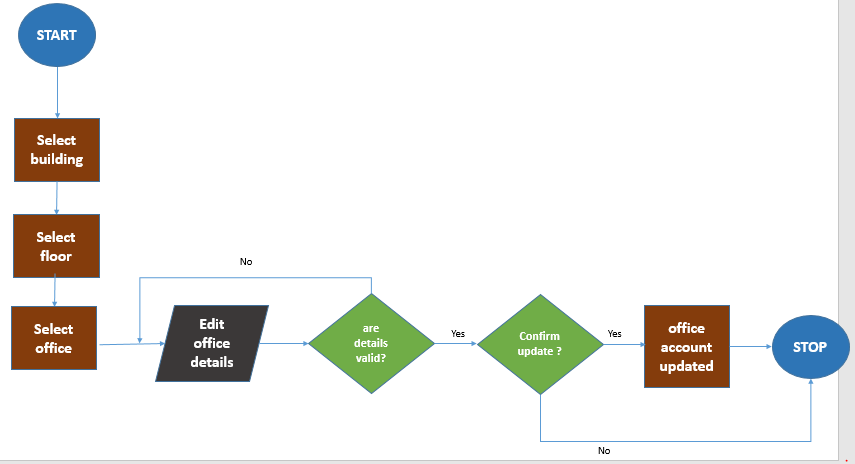 START
Select
building
Select
floor
No
Select
office
Edit
office
details
are
details
valid?
Yes
Confirm
update ?
Yes
office
account
updated
STOP
No